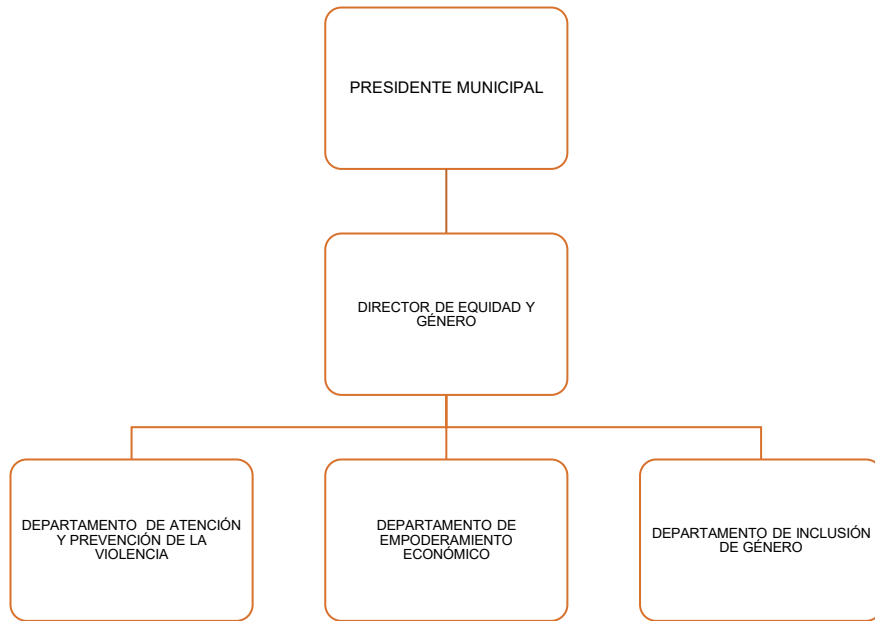 PRESIDENTE MUNICIPAL
DIRECTOR DE EQUIDAD Y
GÉNERO
DEPARTAMENTO DE ATENCIÓN
Y PREVENCIÓN DE LA
VIOLENCIA
DEPARTAMENTO DE
EMPODERAMIENTO
ECONÓMICO
DEPARTAMENTO DE INCLUSIÓN
DE GÉNERO